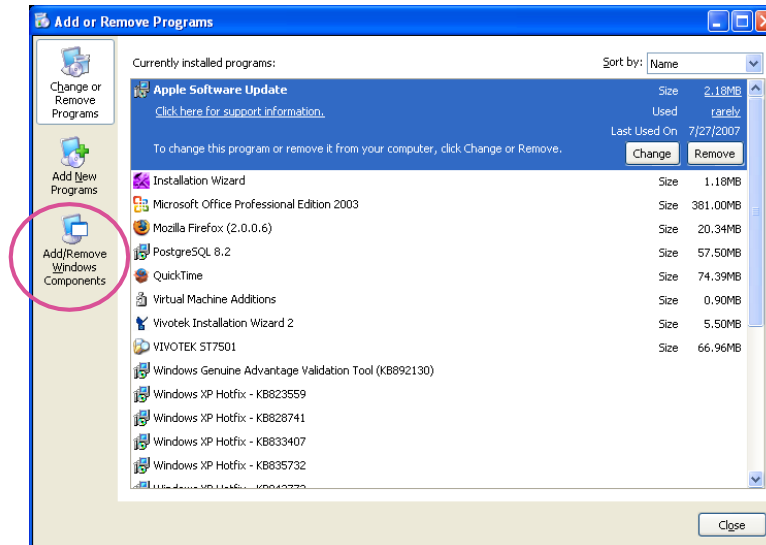 Add or Remove Programs
Change or
Remove
Programs
Add New
Programs
Add/Remove
Windows
Components
Currently installed programs:
Sort by: Name
Apple Software Update Size 2.18MB
Click here for support information. Used rarely
Last Used On 7/27/2007
To change this program or remove it from your computer, click Change or Remove. Change Remove
Installation Wizard Size 1.18MB
Microsoft Office Professional Edition 2003 Size 381.00MB
Mozilla Firefox (2.0.0.6) Size 20.34MB
PostgreSQL 8.2 Size 57.50MB
QuickTime Size 74.39MB
Virtual Machine Additions Size 0.90MB
Vivotek Installation Wizard 2 Size 5.50MB
VIVOTEK ST7501 Size 66.96MB
Windows Genuine Advantage Validation Tool (KB892130)
Windows XP Hotfix - KB823559
Windows XP Hotfix - KB828741
Windows XP Hotfix - KB833407
Windows XP Hotfix - KB835732
Windows XP Hotfix
Close